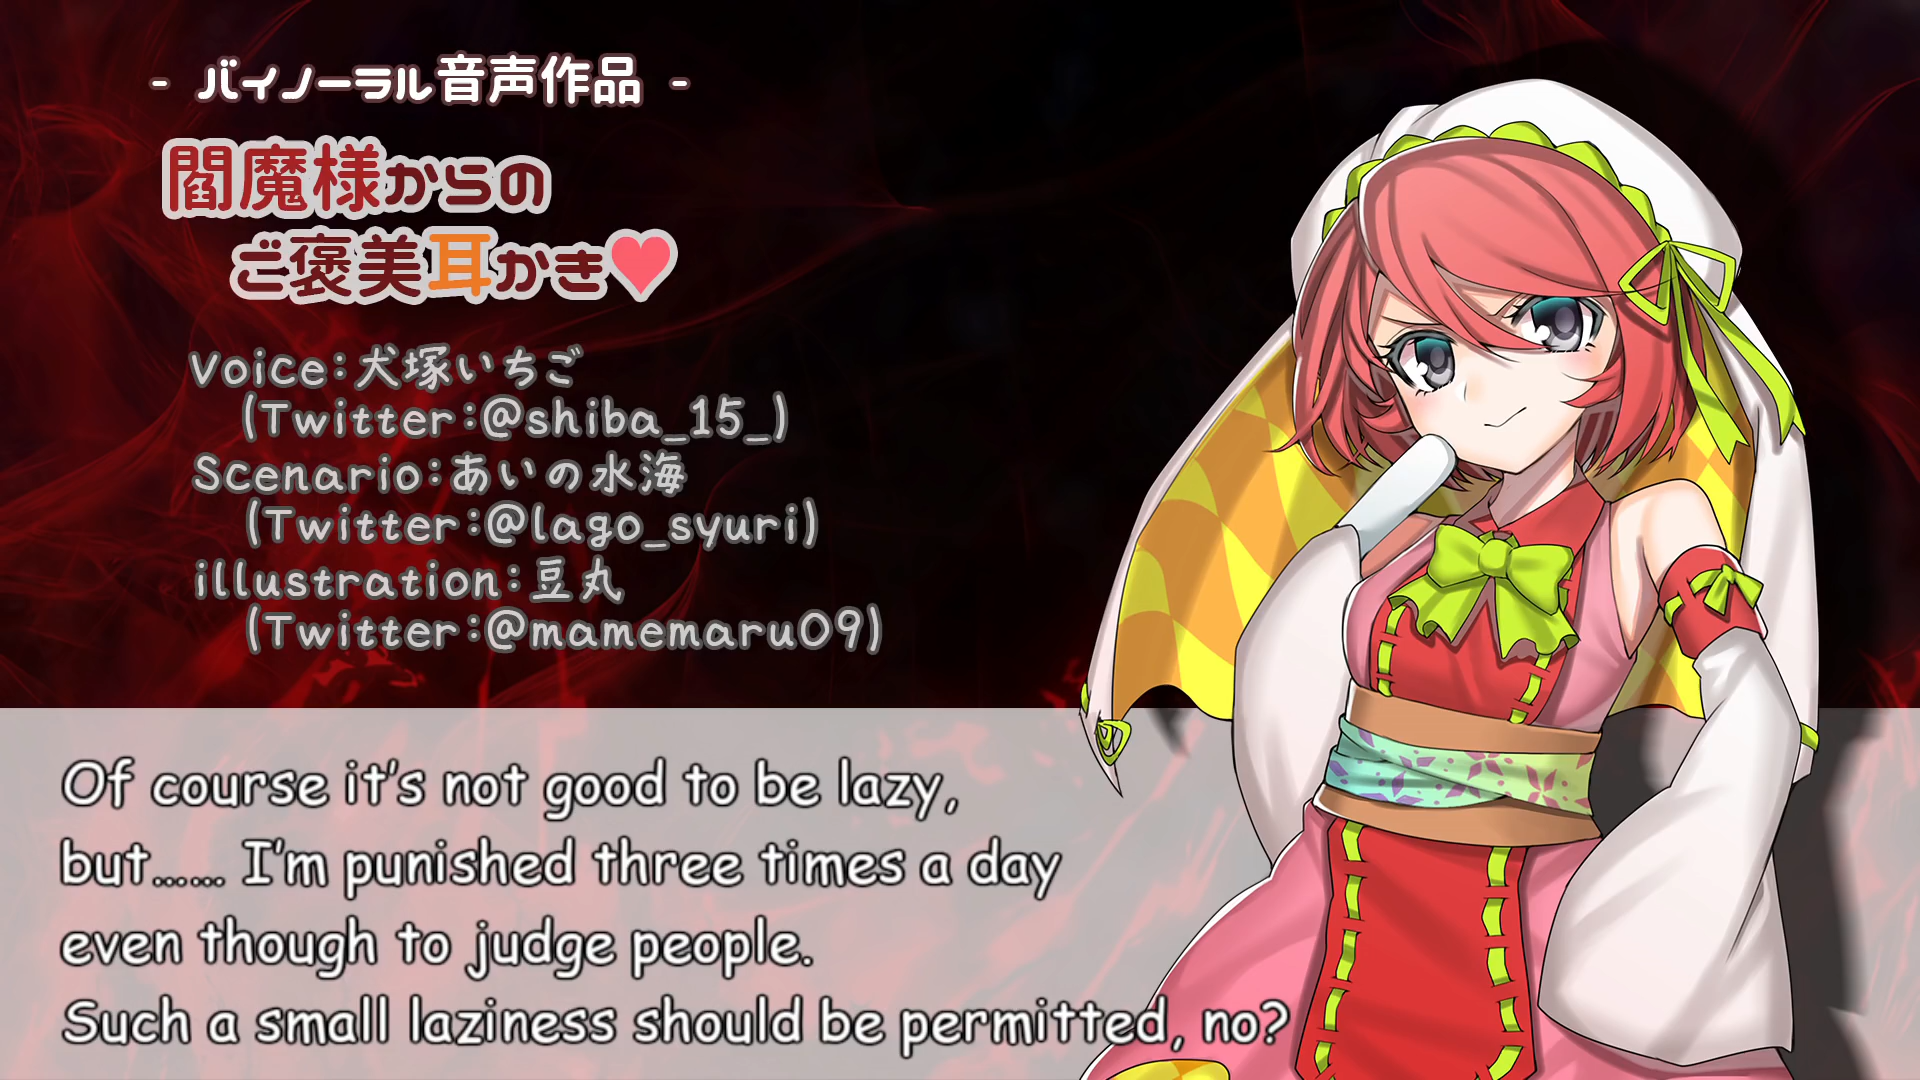 - バイノーラル音声作品 -
閻魔様からの
ご褒美耳かき♥
Voice:犬塚いちご
(Twitter:@shiba_15_)
Scenario:あいの水海
(Twitter:@lago_syuri)
illustration:豆丸
(Twitter:@mamemaru09)
Of course it's not good to be lazy,
but…… I'm punished three times a day
even though to judge people.
Such a small laziness should be permitted, no?